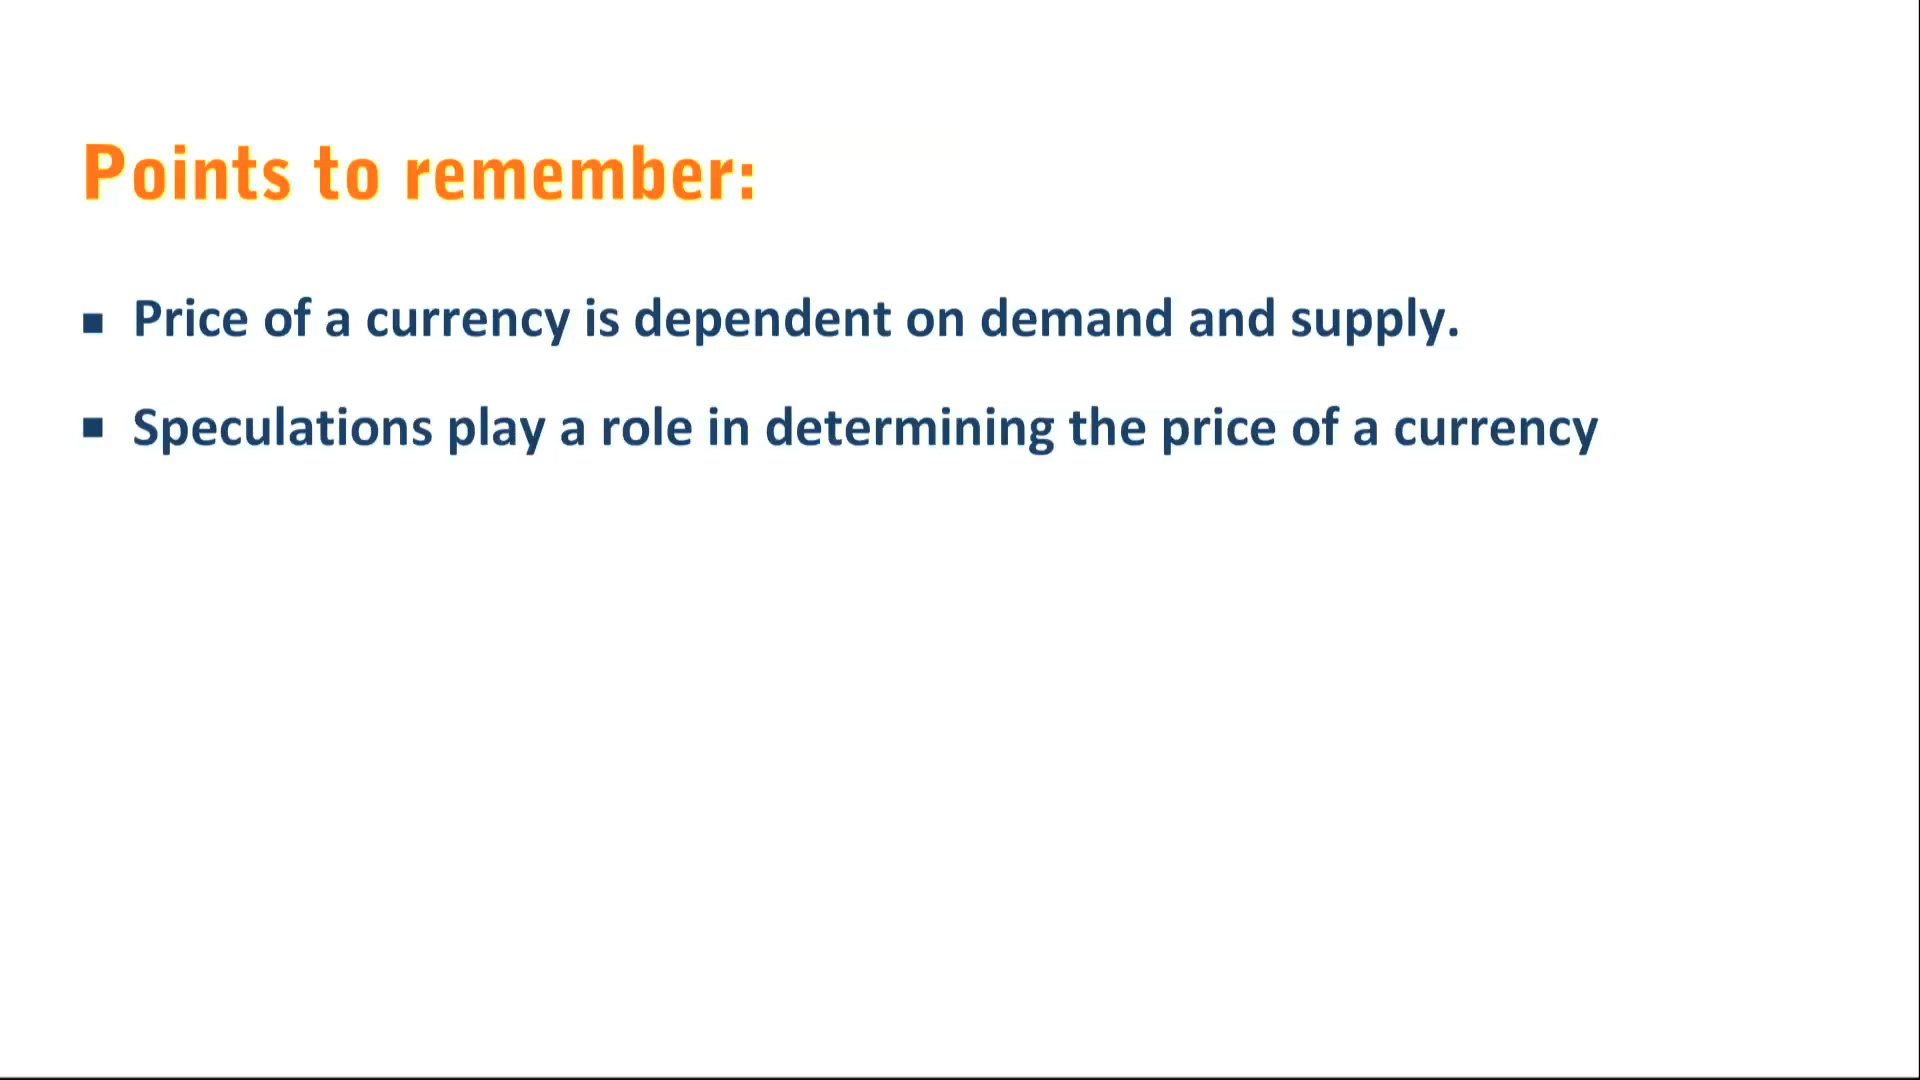 Points to remember:
▪ Price of a currency is dependent on demand and supply.
▪ Speculations play a role in determining the price of a currency